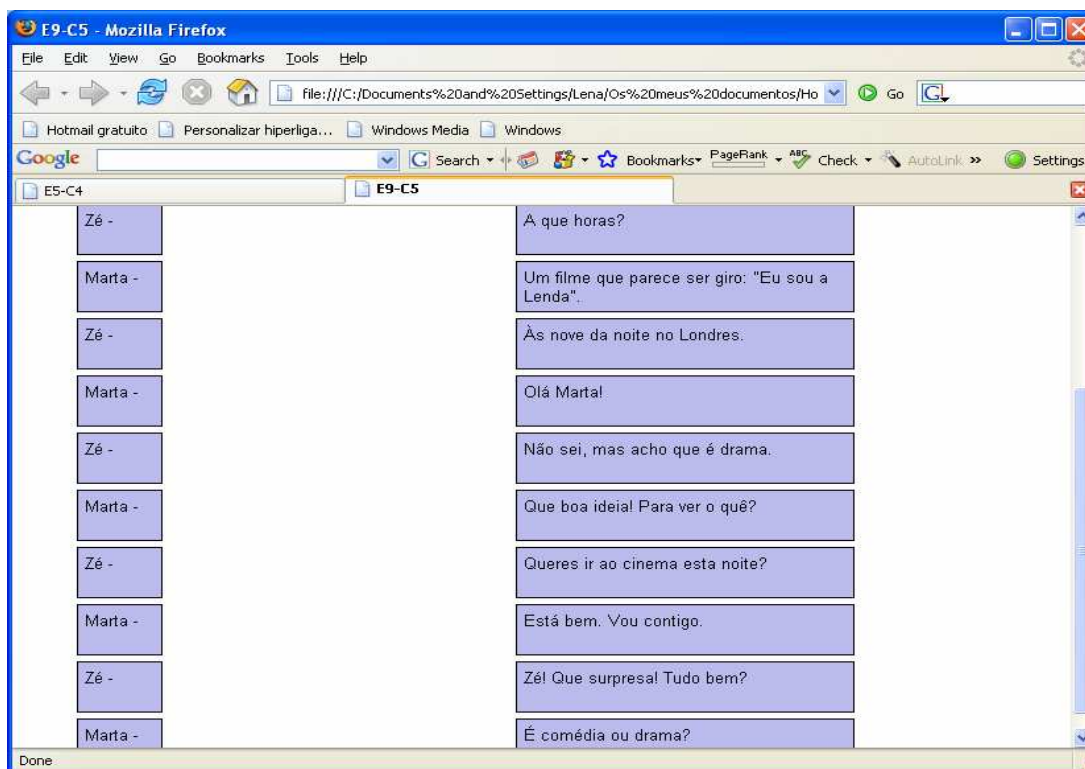 E9-C5 - Mozilla Firefox
File Edit View Go Bookmarks Tools Help
file:///C:/Documents%20and%20Settings/Lena/Os%20meus%20documentos/Ho Go G
Hotmail gratuito Personalizar hiperliga... Windows Media Windows
Google G Search Bookmarks PageRank ABC Check AutoLink » Settings
E5-C4 E9-C5
Zé - A que horas?
Marta - Um filme que parece ser giro: "Eu sou a
Lenda".
Zé - Às nove da noite no Londres.
Marta - Olá Marta!
Zé - Não sei, mas acho que é drama.
Marta - Que boa ideia! Para ver o quê?
Zé - Queres ir ao cinema esta noite?
Marta - Está bem. Vou contigo.
Zé - Zé! Que surpresa! Tudo bem?
Marta - É comédia ou drama?
Done